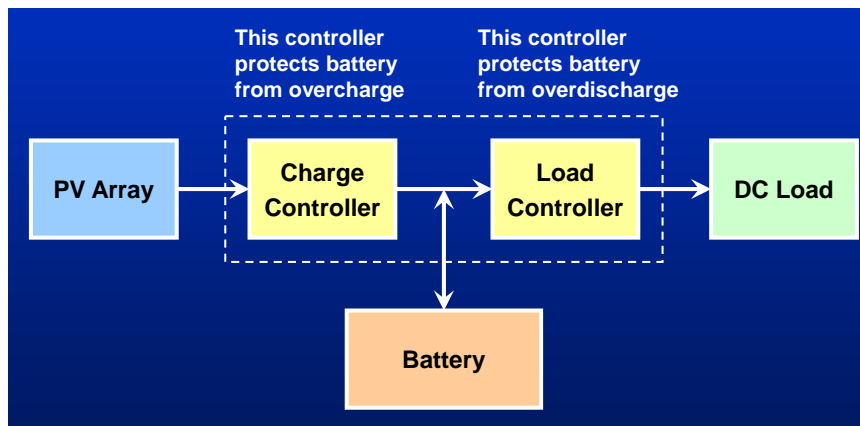 This controller
protects battery
from overcharge
This controller
protects battery
from overdischarge
PV Array
Charge
Controller
Load
Controller
DC Load
Battery